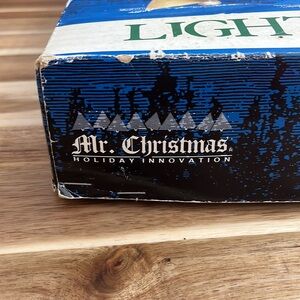 LIGHT
Mr. Christmas®
HOLIDAY INNOVATION